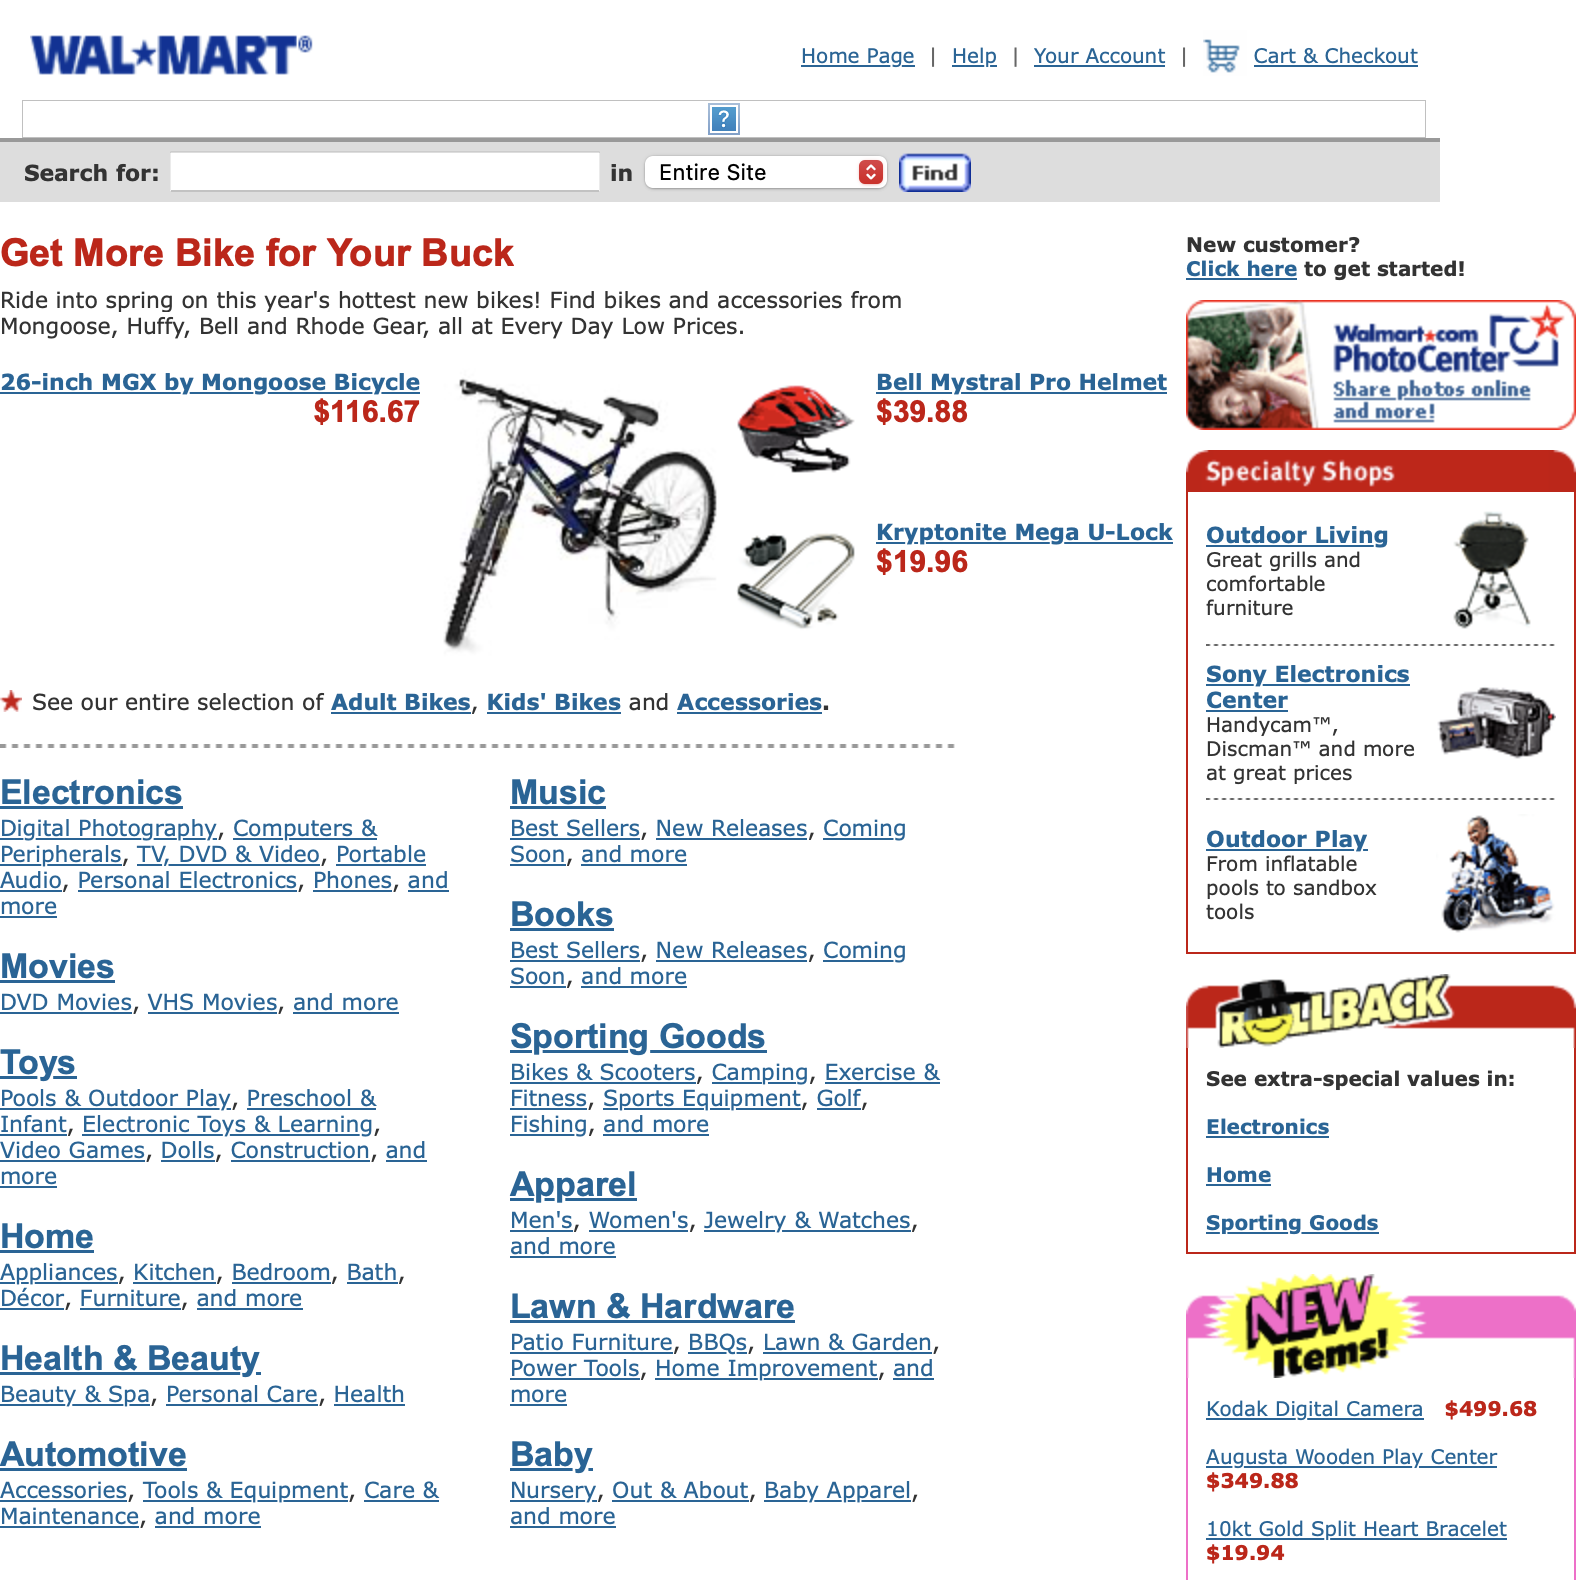 WAL★MART®
Home Page | Help | Your Account | Cart & Checkout
?
Search for: in Entire Site Find
Get More Bike for Your Buck
Ride into spring on this year's hottest new bikes! Find bikes and accessories from
Mongoose, Huffy, Bell and Rhode Gear, all at Every Day Low Prices.
26-inch MGX by Mongoose Bicycle
$116.67
Bell Mystral Pro Helmet
$39.88
Kryptonite Mega U-Lock
$19.96
★ See our entire selection of Adult Bikes, Kids' Bikes and Accessories.
Electronics
Digital Photography, Computers &
Peripherals, TV, DVD & Video, Portable
Audio, Personal Electronics, Phones, and
more
Movies
DVD Movies, VHS Movies, and more
Toys
Pools & Outdoor Play, Preschool &
Infant, Electronic Toys & Learning,
Video Games, Dolls, Construction, and
more
Home
Appliances, Kitchen, Bedroom, Bath,
Décor, Furniture, and more
Health & Beauty
Beauty & Spa, Personal Care, Health
Automotive
Accessories, Tools & Equipment, Care &
Maintenance, and more
Music
Best Sellers, New Releases, Coming
Soon, and more
Books
Best Sellers, New Releases, Coming
Soon, and more
Sporting Goods
Bikes & Scooters, Camping, Exercise &
Fitness, Sports Equipment, Golf,
Fishing, and more
Apparel
Men's, Women's, Jewelry & Watches,
and more
Lawn & Hardware
Patio Furniture, BBQs, Lawn & Garden,
Power Tools, Home Improvement, and
more
Baby
Nursery, Out & About, Baby Apparel,
and more
New customer?
Click here to get started!
Walmart★com
PhotoCenter
Share photos online
and more!
Specialty Shops
Outdoor Living
Great grills and
comfortable
furniture
Sony Electronics
Center
Handycam™,
Discman™ and more
at great prices
Outdoor Play
From inflatable
pools to sandbox
tools
ROLLBACK
See extra-special values in:
Electronics
Home
Sporting Goods
NEW
Items!
Kodak Digital Camera $499.68
Augusta Wooden Play Center
$349.88
10kt Gold Split Heart Bracelet
$19.94